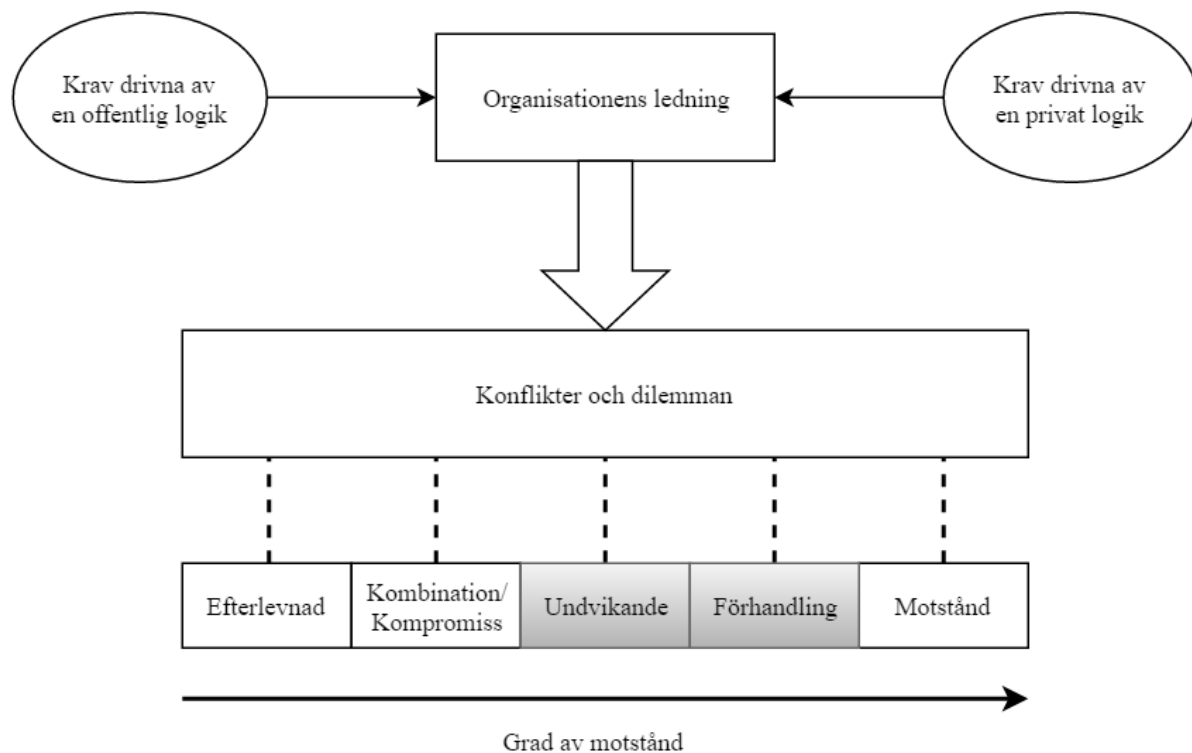 Krav drivna av
en offentlig logik
Organisationens ledning
Krav drivna av
en privat logik
Konflikter och dilemman
Efterlevnad
Kombination/
Kompromiss
Undvikande
Förhandling
Motstånd
Grad av motstånd